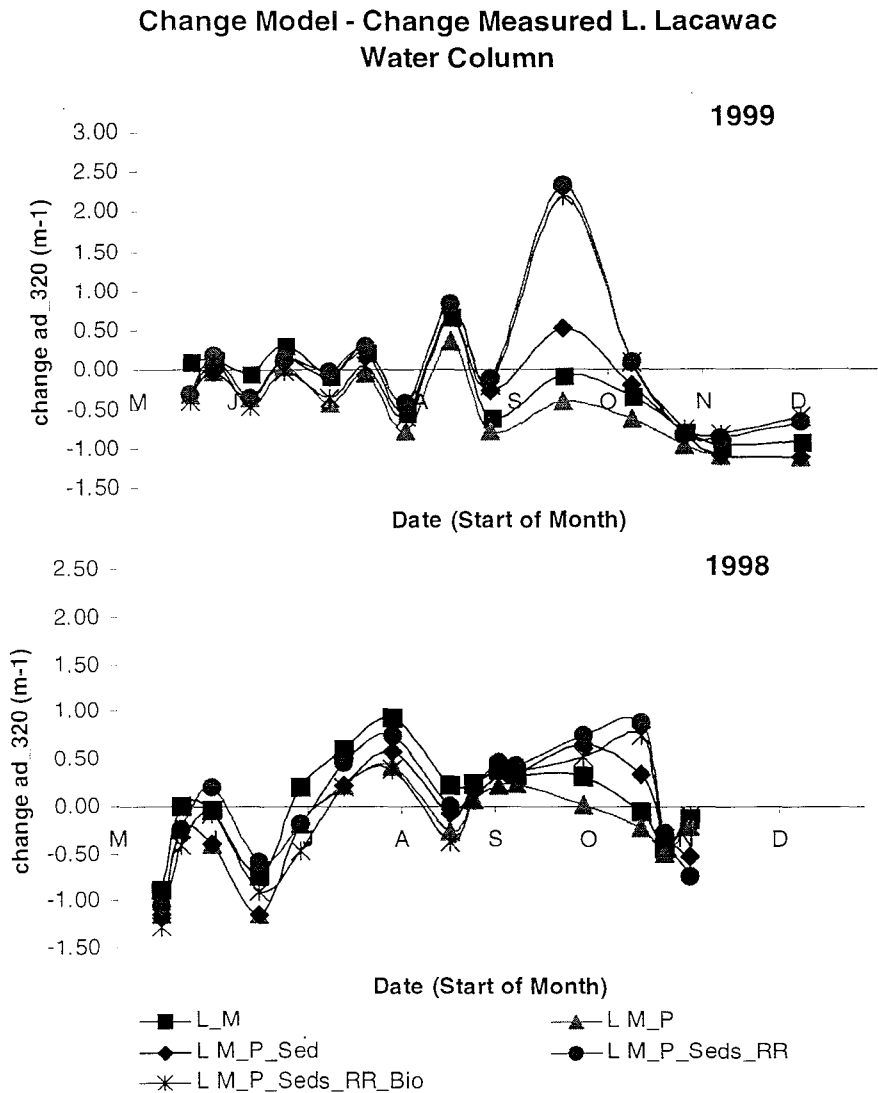 Change Model - Change Measured L. Lacawac
Water Column
1999
3.00
2.50
2.00
1.50
1.00
0.50
0.00
-0.50
-1.00
-1.50
change ad_320 (m-1)
M J A S O N D
Date (Start of Month)
1998
2.50
2.00
1.50
1.00
0.50
0.00
-0.50
-1.00
-1.50
change ad_320 (m-1)
M A S O N D
Date (Start of Month)
L_M
L M_P
L M_P_Sed
L M_P_Seds_RR
L M_P_Seds_RR_Bio